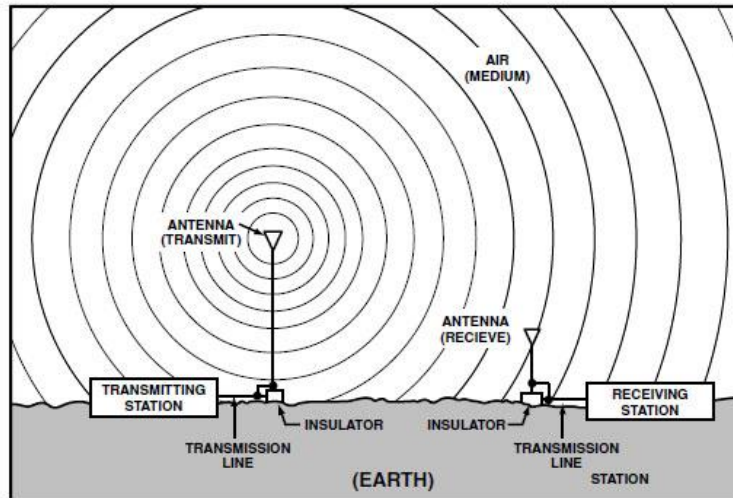 AIR
(MEDIUM)
ANTENNA
(TRANSMIT)
ANTENNA
(RECIEVE)
TRANSMITTING
STATION
RECEIVING
STATION
INSULATOR
INSULATOR
TRANSMISSION
LINE
TRANSMISSION
LINE
(EARTH)
STATION